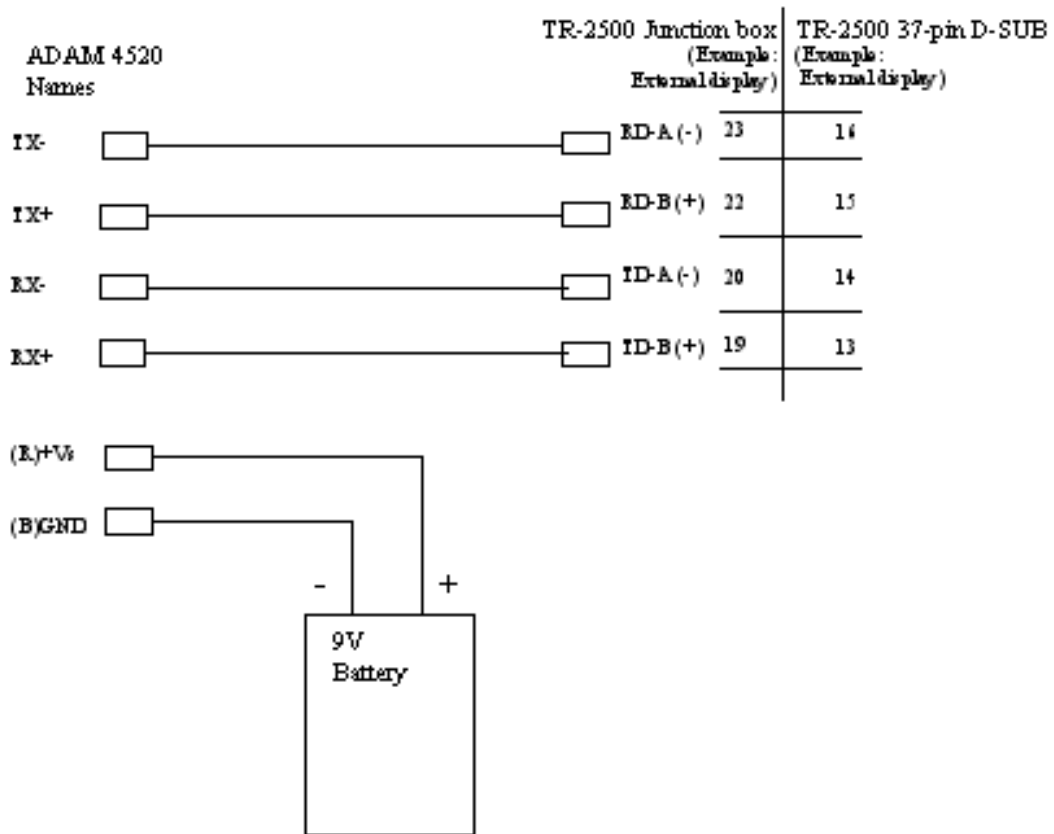 ADAM 4520
Names
TR-2500 Junction box
(Example:
External display)
TR-2500 37-pin D-SUB
(Example:
External display)
TX- RD-A (-) 23 16
TX+ RD-B (+) 22 15
RX- TD-A (-) 20 14
RX+ TD-B (+) 19 13
(R)+Vs
(B)GND
- +
9V
Battery